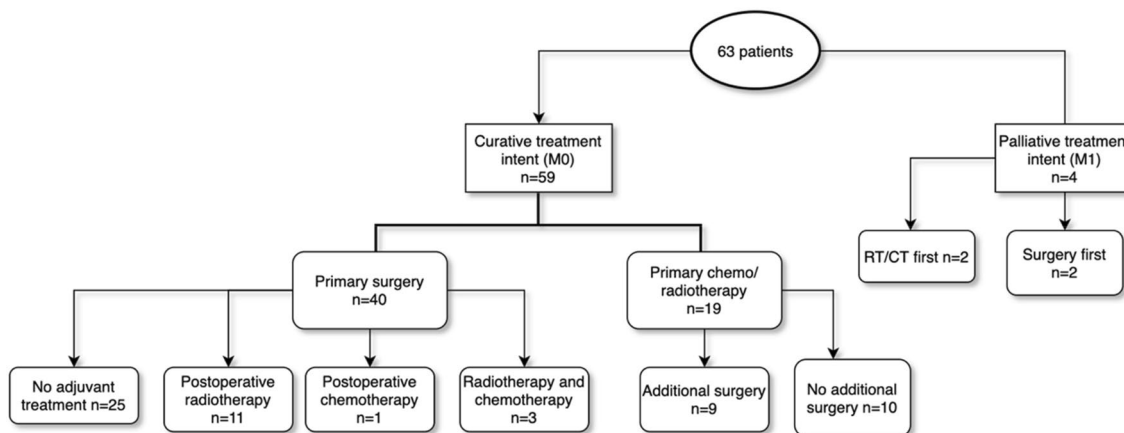 63 patients
Curative treatment
intent (M0)
n=59
Palliative treatment
intent (M1)
n=4
RT/CT first n=2
Surgery first
n=2
Primary surgery
n=40
Primary chemo/
radiotherapy
n=19
No adjuvant
treatment n=25
Postoperative
radiotherapy
n=11
Postoperative
chemotherapy
n=1
Radiotherapy and
chemotherapy
n=3
Additional surgery
n=9
No additional
surgery n=10